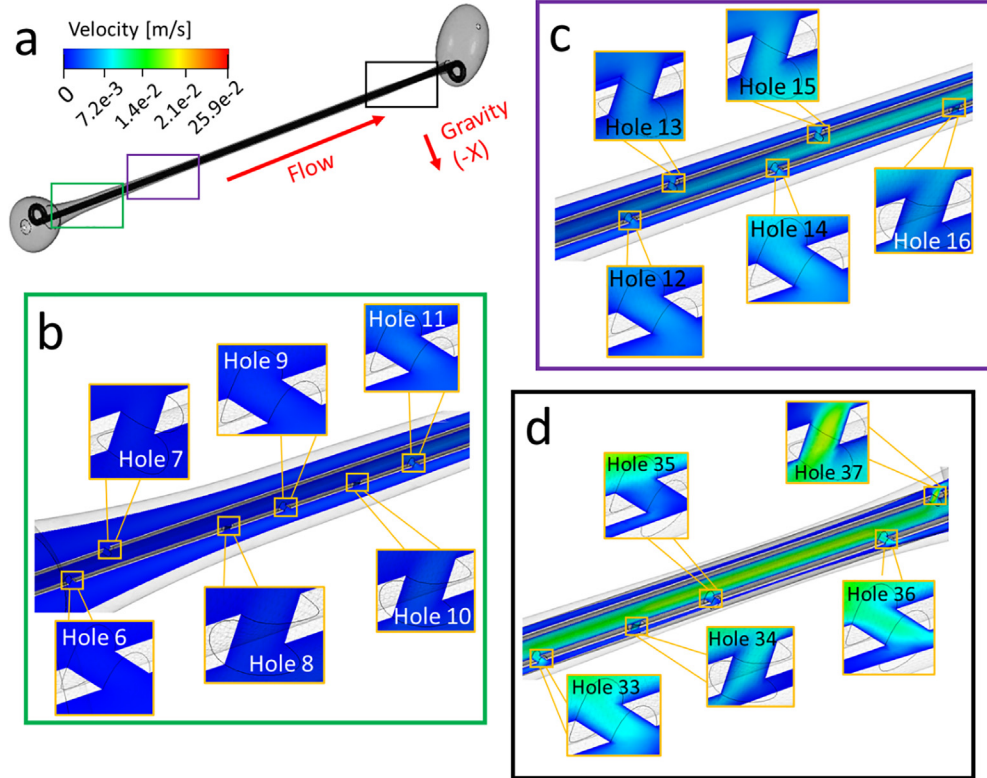 a
Velocity [m/s]
0
7.2e-3
1.4e-2
2.1e-2
25.9e-2
Flow
Gravity
(-X)
b
Hole 6
Hole 7
Hole 8
Hole 9
Hole 10
Hole 11
c
Hole 12
Hole 13
Hole 14
Hole 15
Hole 16
d
Hole 33
Hole 34
Hole 35
Hole 36
Hole 37